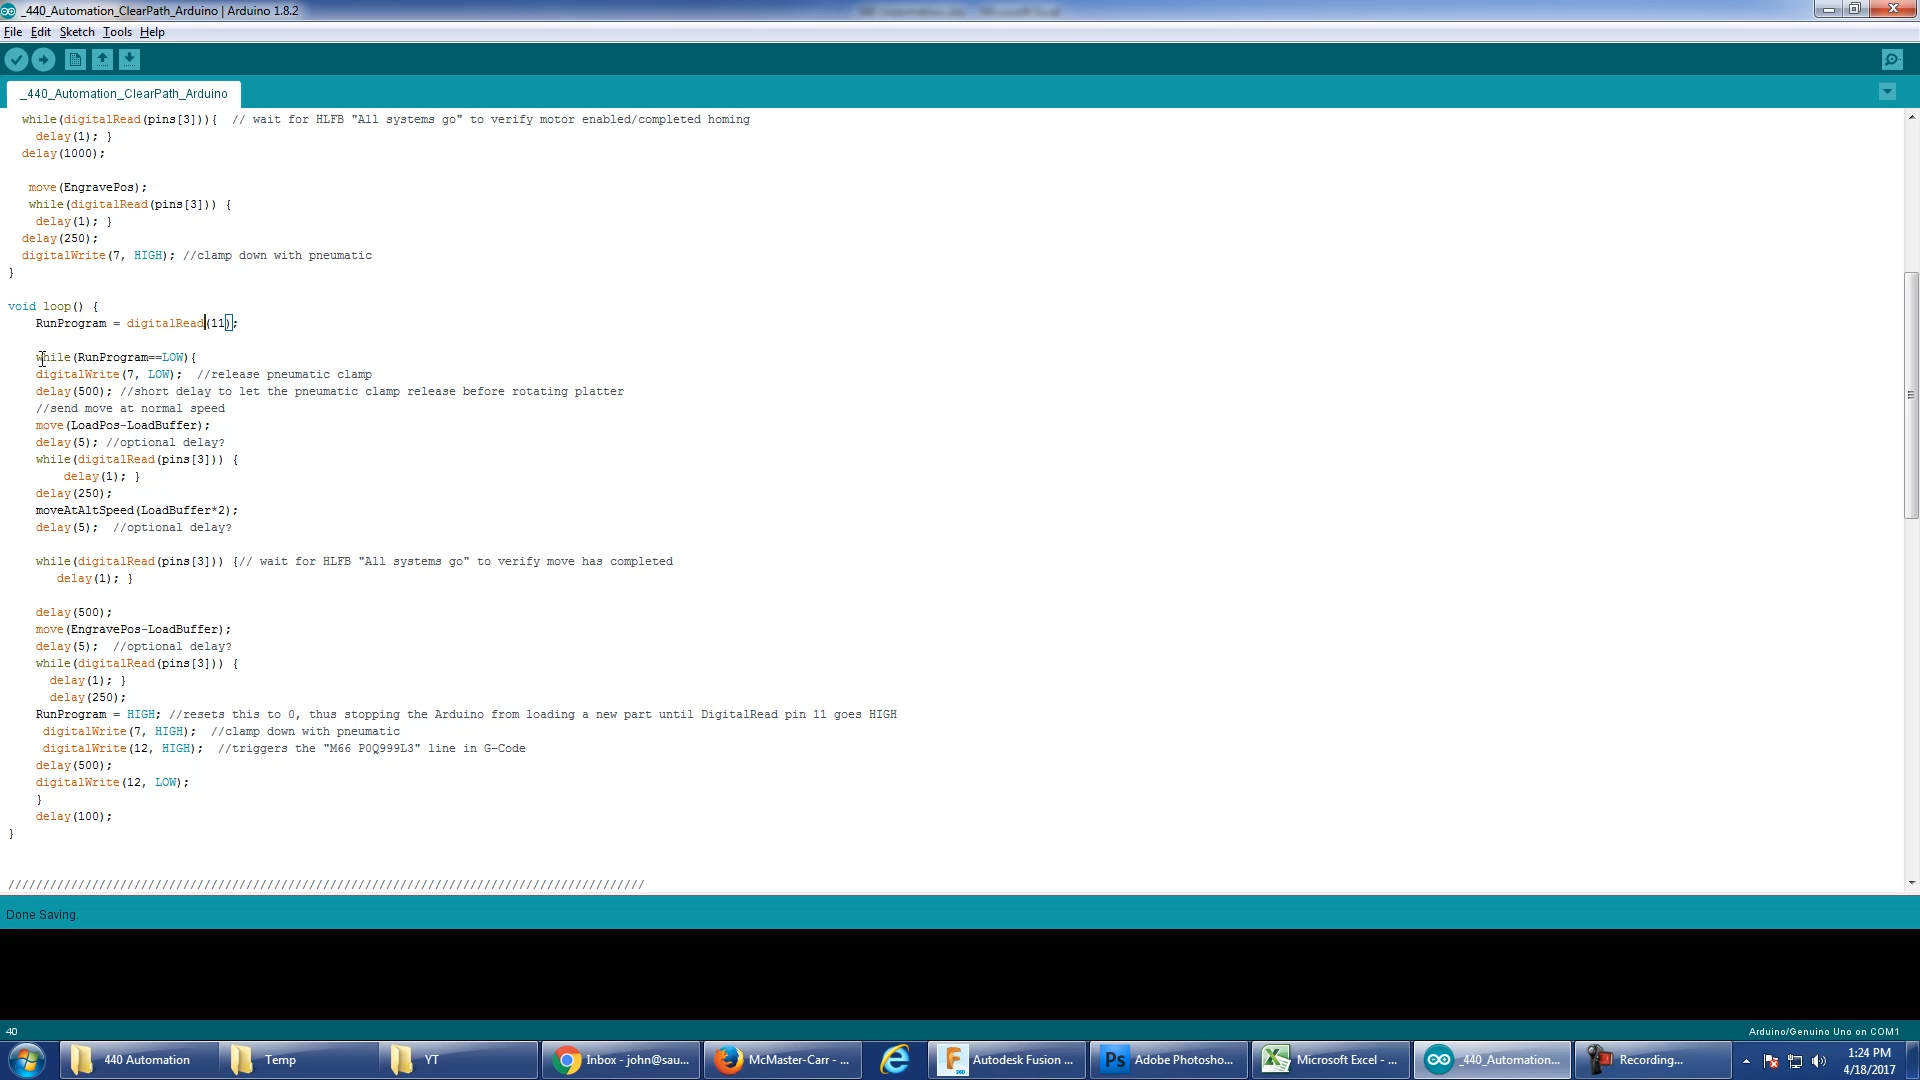 _440_Automation_ClearPath_Arduino | Arduino 1.8.2
File Edit Sketch Tools Help
_440_Automation_ClearPath_Arduino
while(digitalRead(pins[3])){  // wait for HLFB "All systems go" to verify motor enabled/completed homing
delay(1); }
delay(1000);
move(EngravePos);
while(digitalRead(pins[3])) {
delay(1); }
delay(250);
digitalWrite(7, HIGH); //clamp down with pneumatic
}
void loop() {
RunProgram = digitalRead(11);
while(RunProgram==LOW){
digitalWrite(7, LOW);  //release pneumatic clamp
delay(500); //short delay to let the pneumatic clamp release before rotating platter
//send move at normal speed
move(LoadPos-LoadBuffer);
delay(5); //optional delay?
while(digitalRead(pins[3])) {
delay(1); }
delay(250);
moveAtAltSpeed(LoadBuffer*2);
delay(5);  //optional delay?
while(digitalRead(pins[3])) {// wait for HLFB "All systems go" to verify move has completed
delay(1); }
delay(500);
move(EngravePos-LoadBuffer);
delay(5);  //optional delay?
while(digitalRead(pins[3])) {
delay(1); }
delay(250);
RunProgram = HIGH; //resets this to 0, thus stopping the Arduino from loading a new part until DigitalRead pin 11 goes HIGH
digitalWrite(7, HIGH);  //clamp down with pneumatic
digitalWrite(12, HIGH);  //triggers the "M66 P0Q999L3" line in G-Code
delay(500);
digitalWrite(12, LOW);
}
delay(100);
}
///////////////////////////////////////////////////////////////////////////////////////////
Done Saving.
40
Arduino/Genuino Uno on COM1
440 Automation
Temp
YT
Inbox - john@sau...
McMaster-Carr - ...
Autodesk Fusion ...
Adobe Photosho...
Microsoft Excel - ...
_440_Automation...
Recording...
1:24 PM
4/18/2017